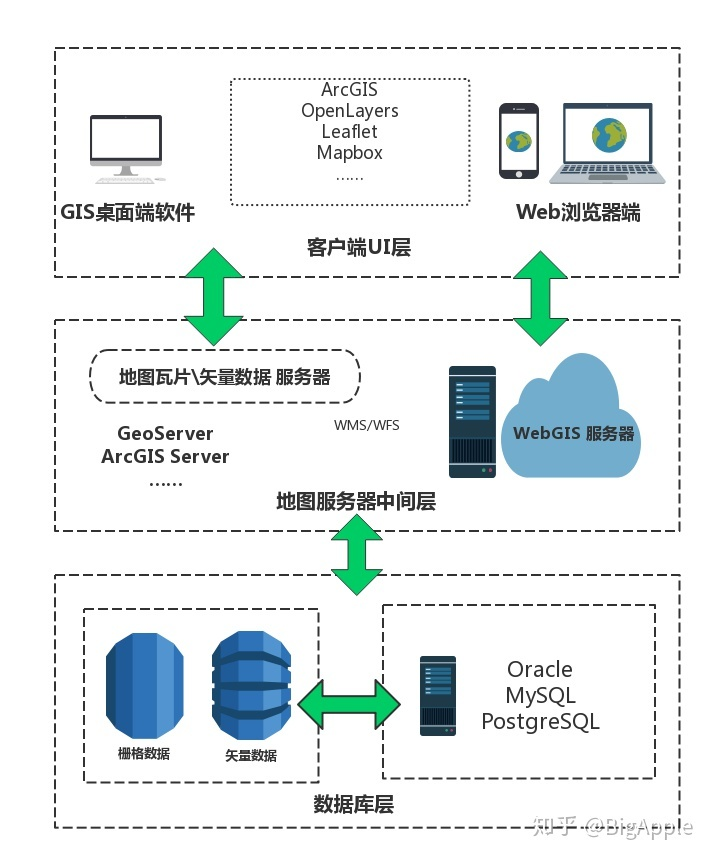 ArcGIS
OpenLayers
Leaflet
Mapbox
......
GIS桌面端软件
Web浏览器端
客户端UI层
地图瓦片\矢量数据 服务器
WMS/WFS
GeoServer
ArcGIS Server
......
WebGIS 服务器
地图服务器中间层
Oracle
MySQL
PostgreSQL
栅格数据
矢量数据
数据库层
知乎 @BigApple